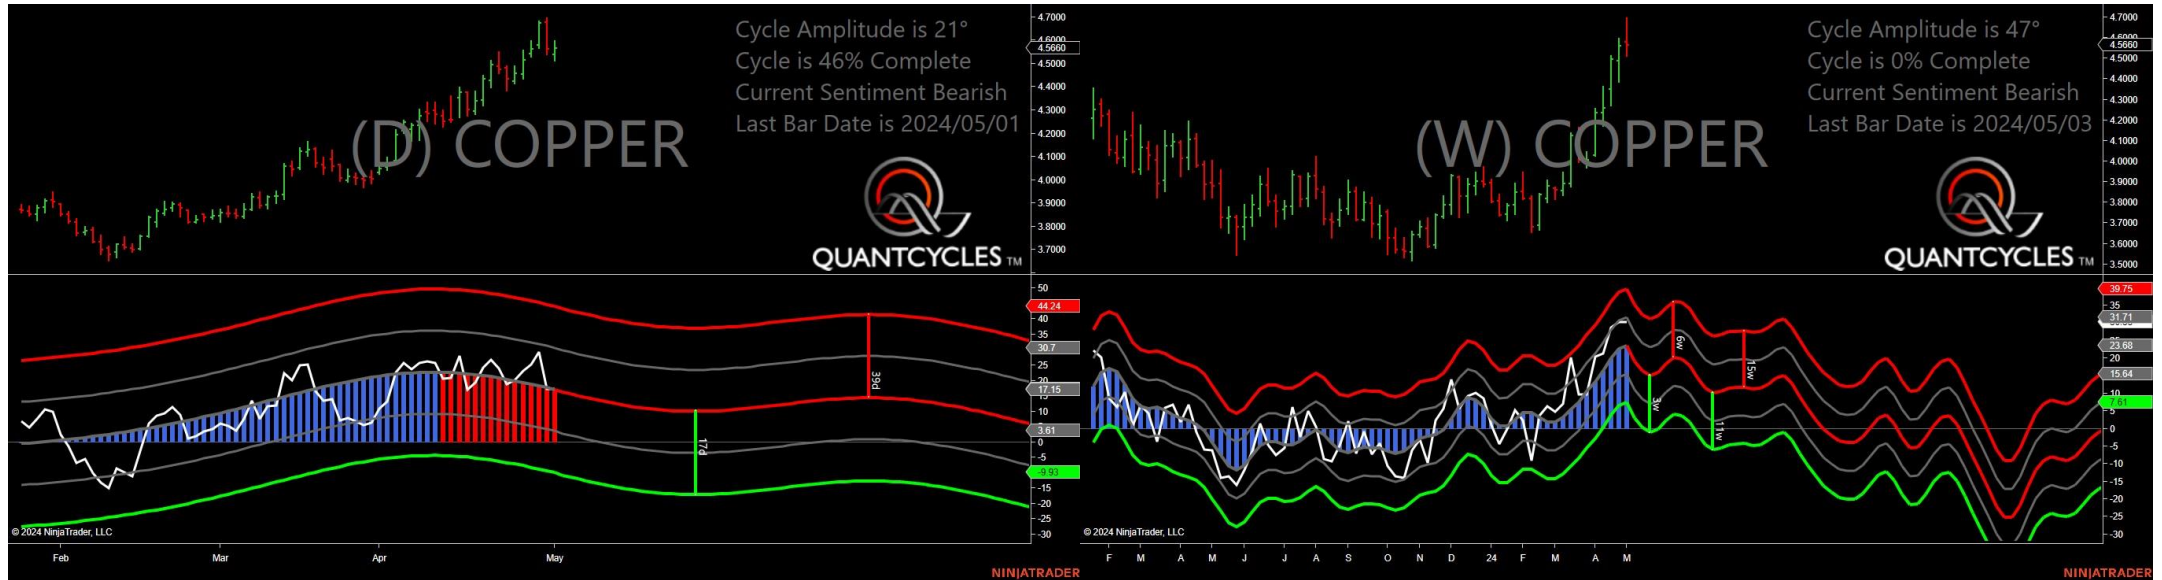 Cycle Amplitude is 21°
Cycle is 46% Complete
Current Sentiment Bearish
Last Bar Date is 2024/05/01
(D) COPPER
QUANTCYCLES TM
4.7000
4.6000
4.5660
4.5000
4.4000
4.3000
4.2000
4.1000
4.0000
3.9000
3.8000
3.7000
50
44.24
40
35
30.7
25
20
17.15
10
5
3.61
0
-5
-9.93
-15
-20
-25
-30
39d
17d
© 2024 NinjaTrader, LLC
Feb Mar Apr May
NINJATRADER
Cycle Amplitude is 47°
Cycle is 0% Complete
Current Sentiment Bearish
Last Bar Date is 2024/05/03
(W) COPPER
QUANTCYCLES TM
4.7000
4.6000
4.5660
4.5000
4.4000
4.3000
4.2000
4.1000
4.0000
3.9000
3.8000
3.7000
3.6000
3.5000
39.75
35
31.71
23.68
20
15.64
10
7.61
5
0
-5
-10
-15
-20
-25
-30
6w
15w
3w
11w
© 2024 NinjaTrader, LLC
F M A M J J A S O N D 24 F M A M
NINJATRADER